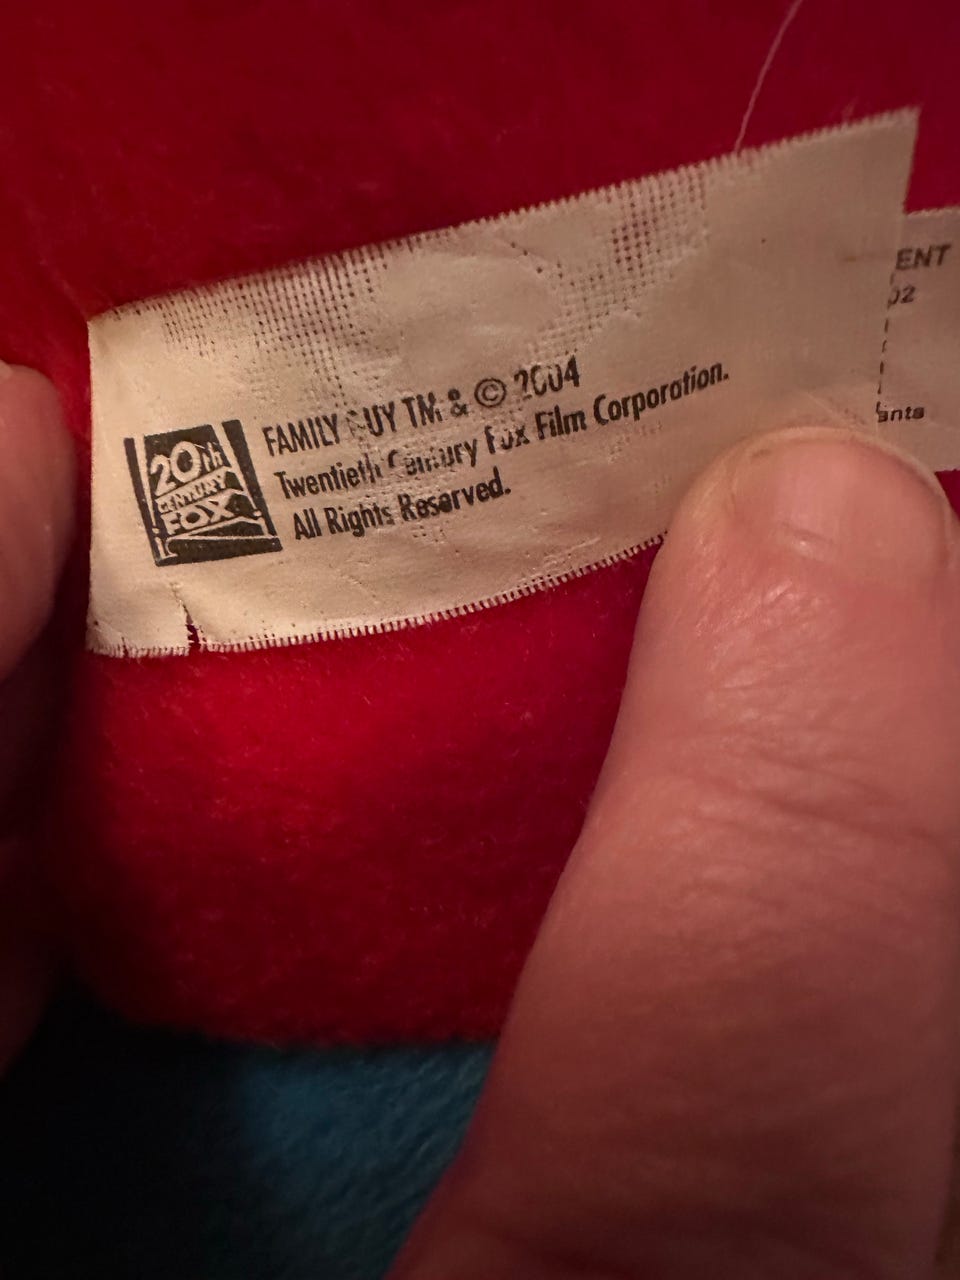 20th
CENTURY
FOX
FAMILY GUY TM & © 2004
Twentieth Century Fox Film Corporation.
All Rights Reserved.
ENT
02
ants